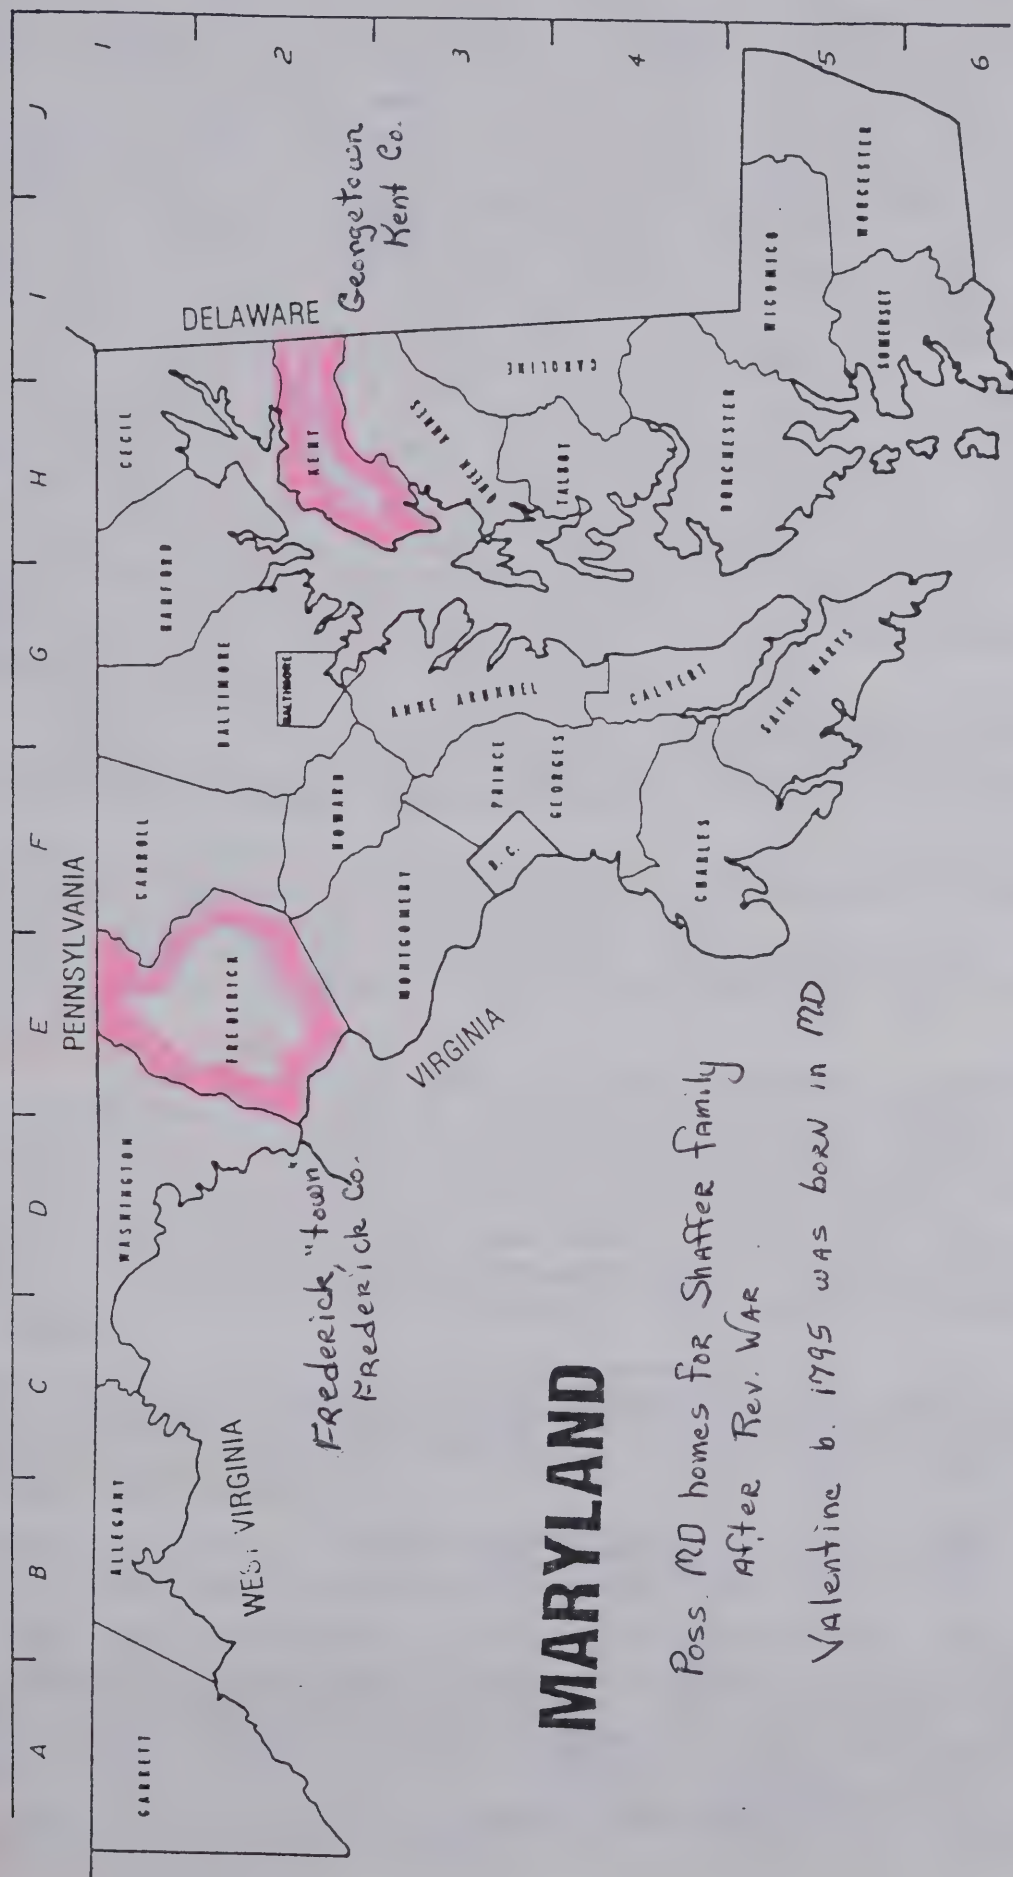 A
B
C
D
E
F
G
H
I
J
1
2
3
4
5
6
PENNSYLVANIA
DELAWARE
WEST VIRGINIA
VIRGINIA
GARRETT
ALLEGANY
WASHINGTON
FREDERICK
CARROLL
BALTIMORE
BALTIMORE
HARFORD
CECIL
KENT
HOWARD
MONTGOMERY
D.C.
PRINCE
GEORGES
ANNE ARUNDEL
CALVERT
CHARLES
SAINT MARYS
QUEEN ANNES
CAROLINE
TALBOT
DORCHESTER
WICOMICO
SOMERSET
WORCESTER
Georgetown
Kent Co.
FRederick, "town"
FRederick Co.
MARYLAND
Poss. MD homes for Shaffer family
After Rev. War
Valentine b. 1795 was born in MD